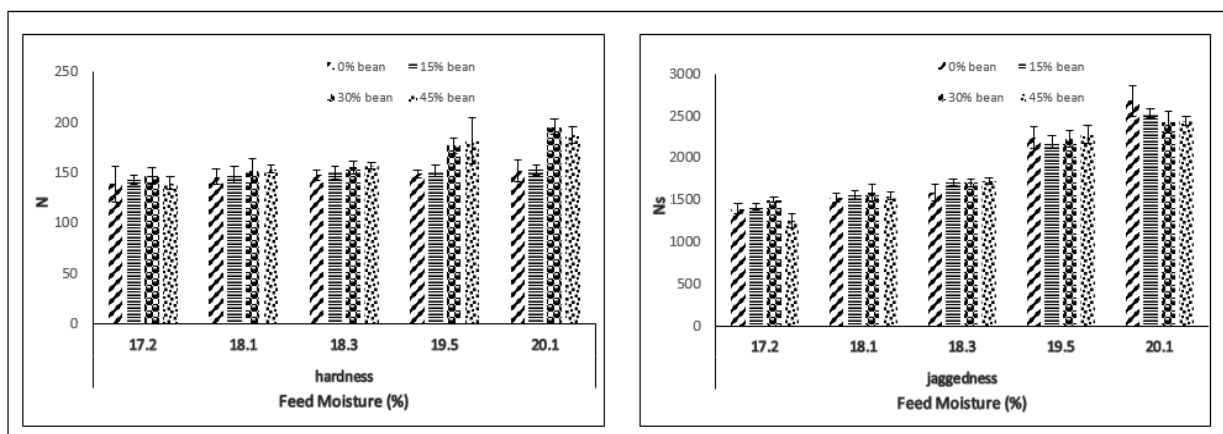 250
200
150
100
50
0
N
0% bean 15% bean
30% bean 45% bean
17.2 18.1 18.3 19.5 20.1
hardness
Feed Moisture (%)
3000
2500
2000
1500
1000
500
0
Ns
0% bean 15% bean
30% bean 45% bean
17.2 18.1 18.3 19.5 20.1
jaggedness
Feed Moisture (%)